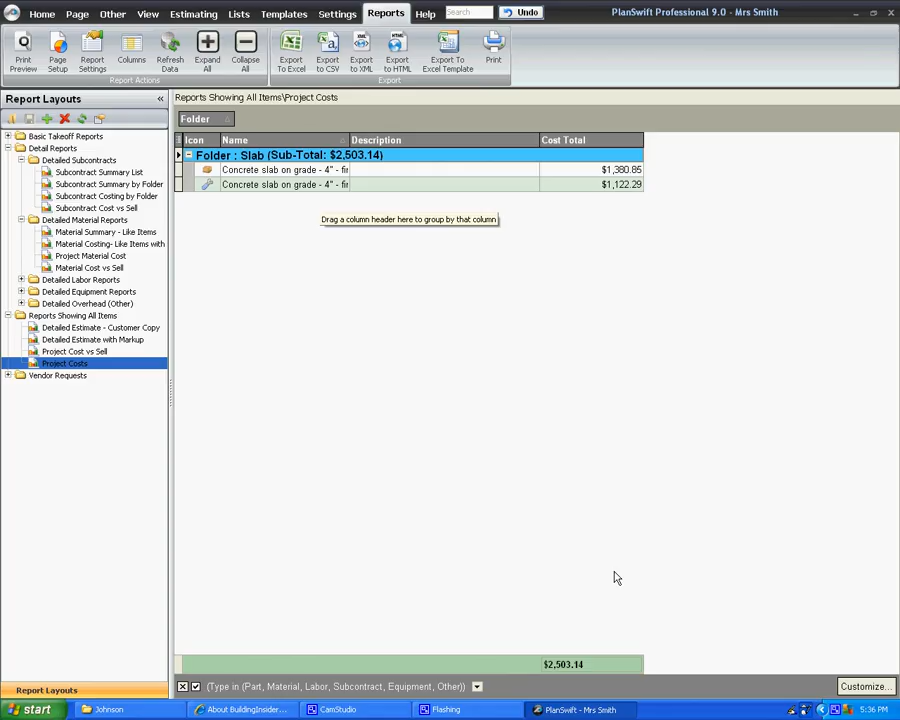 Home Page Other View Estimating Lists Templates Settings Reports Help Search Undo PlanSwift Professional 9.0 - Mrs Smith
Print Preview
Page Setup
Report Settings
Columns
Refresh Data
Expand All
Collapse All
Export To Excel
Export to CSV
Export to XML
Export to HTML
Export To Excel Template
Print
Report Actions
Export
Report Layouts
Reports Showing All Items\Project Costs
Folder
Icon Name Description Cost Total
Folder : Slab (Sub-Total: $2,503.14)
Concrete slab on grade - 4" - fir $1,380.85
Concrete slab on grade - 4" - fir $1,122.29
Drag a column header here to group by that column
Basic Takeoff Reports
Detail Reports
Detailed Subcontracts
Subcontract Summary List
Subcontract Summary by Folder
Subcontract Costing by Folder
Subcontract Cost vs Sell
Detailed Material Reports
Material Summary - Like Items
Material Costing- Like Items with
Project Material Cost
Material Cost vs Sell
Detailed Labor Reports
Detailed Equipment Reports
Detailed Overhead (Other)
Reports Showing All Items
Detailed Estimate - Customer Copy
Detailed Estimate with Markup
Project Cost vs Sell
Project Costs
Vendor Requests
$2,503.14
Report Layouts
(Type in (Part, Material, Labor, Subcontract, Equipment, Other))
Customize...
start Johnson About BuildingInsider... CamStudio Flashing PlanSwift - Mrs Smith 5:36 PM